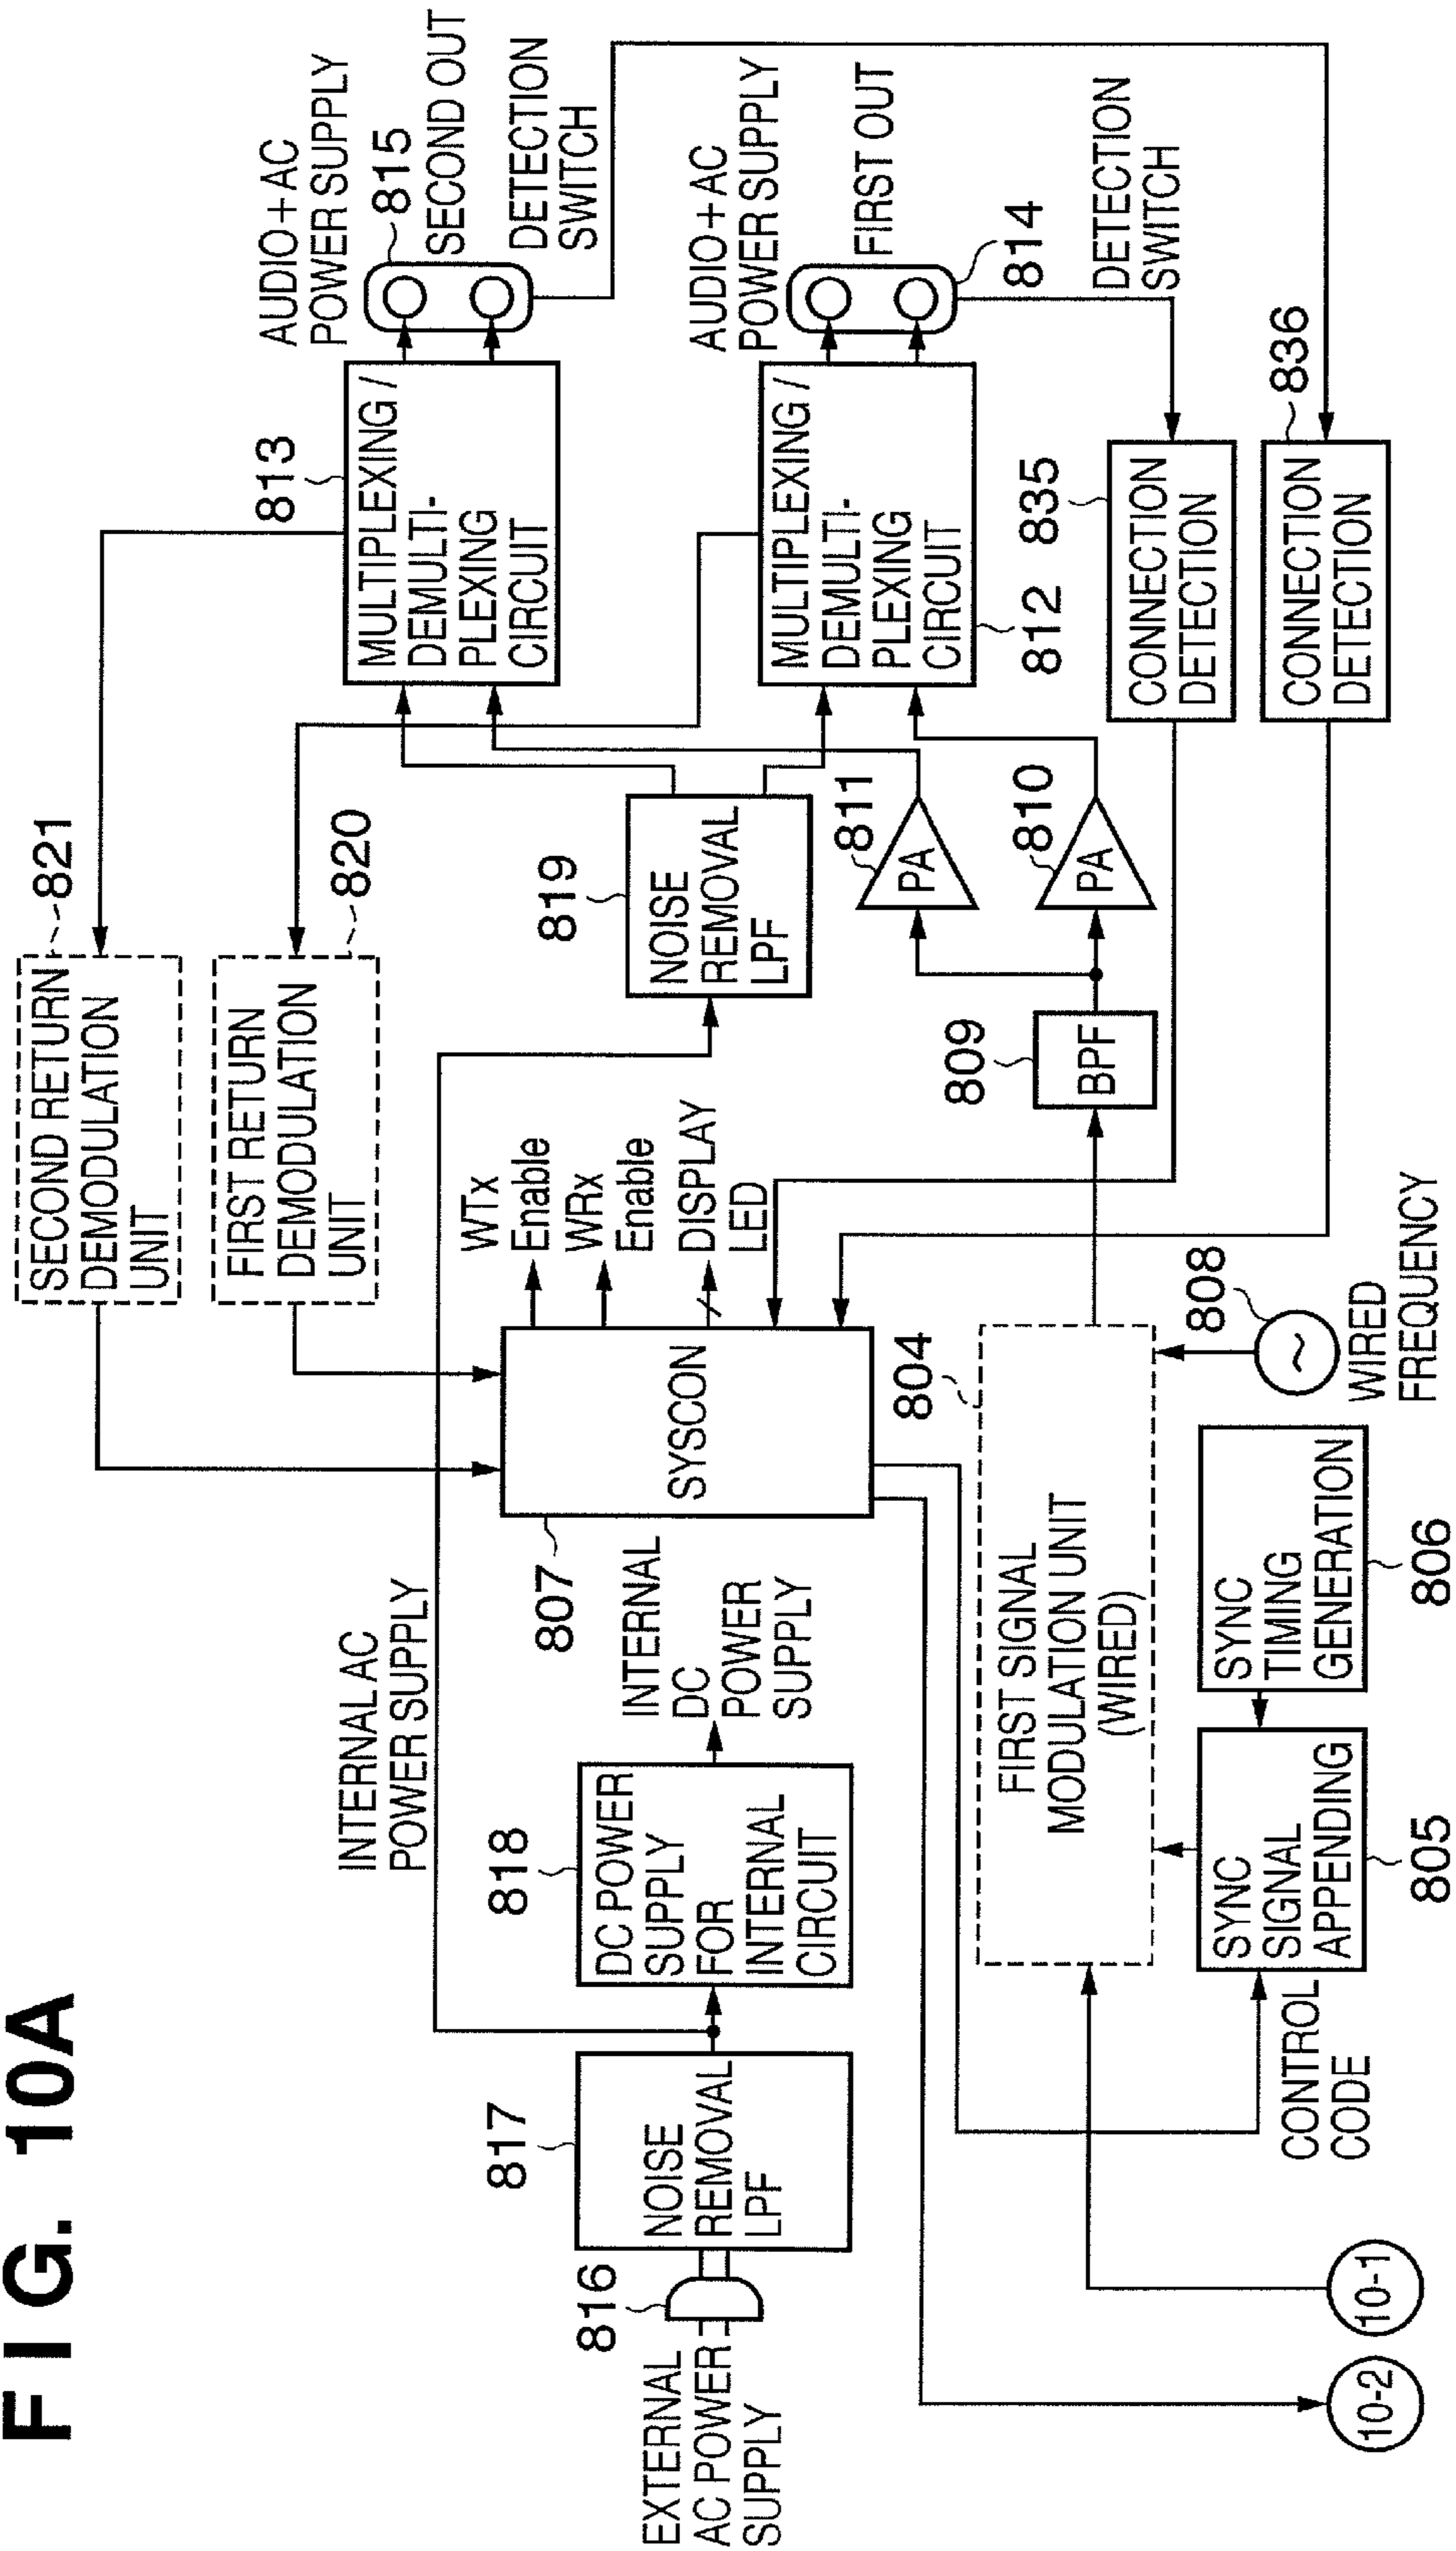 FIG. 10A
SECOND RETURN
DEMODULATION
UNIT
821
FIRST RETURN
DEMODULATION
UNIT
820
AUDIO+AC
POWER SUPPLY
815
SECOND OUT
DETECTION
SWITCH
813
MULTIPLEXING /
DEMULTI-
PLEXING
CIRCUIT
INTERNAL AC
POWER SUPPLY
WTx
Enable
WRx
Enable
DISPLAY
LED
819
NOISE
REMOVAL
LPF
AUDIO+AC
POWER SUPPLY
FIRST OUT
814
DETECTION
SWITCH
MULTIPLEXING /
DEMULTI-
PLEXING
CIRCUIT
812
EXTERNAL
AC POWER
SUPPLY
816
817
NOISE
REMOVAL
LPF
818
DC POWER
SUPPLY
FOR
INTERNAL
CIRCUIT
INTERNAL
DC
POWER
SUPPLY
807
SYSCON
811
PA
810
PA
809
BPF
835
CONNECTION
DETECTION
836
CONNECTION
DETECTION
804
FIRST SIGNAL
MODULATION UNIT
(WIRED)
808
WIRED
FREQUENCY
CONTROL
CODE
SYNC
SIGNAL
APPENDING
805
SYNC
TIMING
GENERATION
806
10-2
10-1